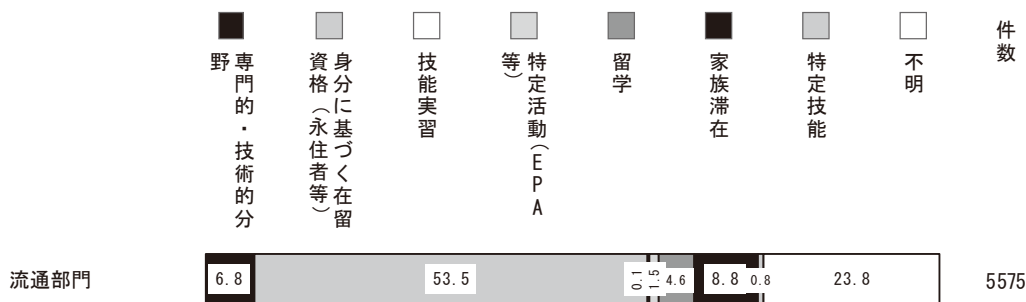 専門的・技術的分
野
身分に基づく在留
資格（永住者等）
技能実習
特定活動（EPA
等）
留学
家族滞在
特定技能
不明
件数
流通部門
6.8
53.5
0.1
1.5
4.6
8.8
0.8
23.8
5575